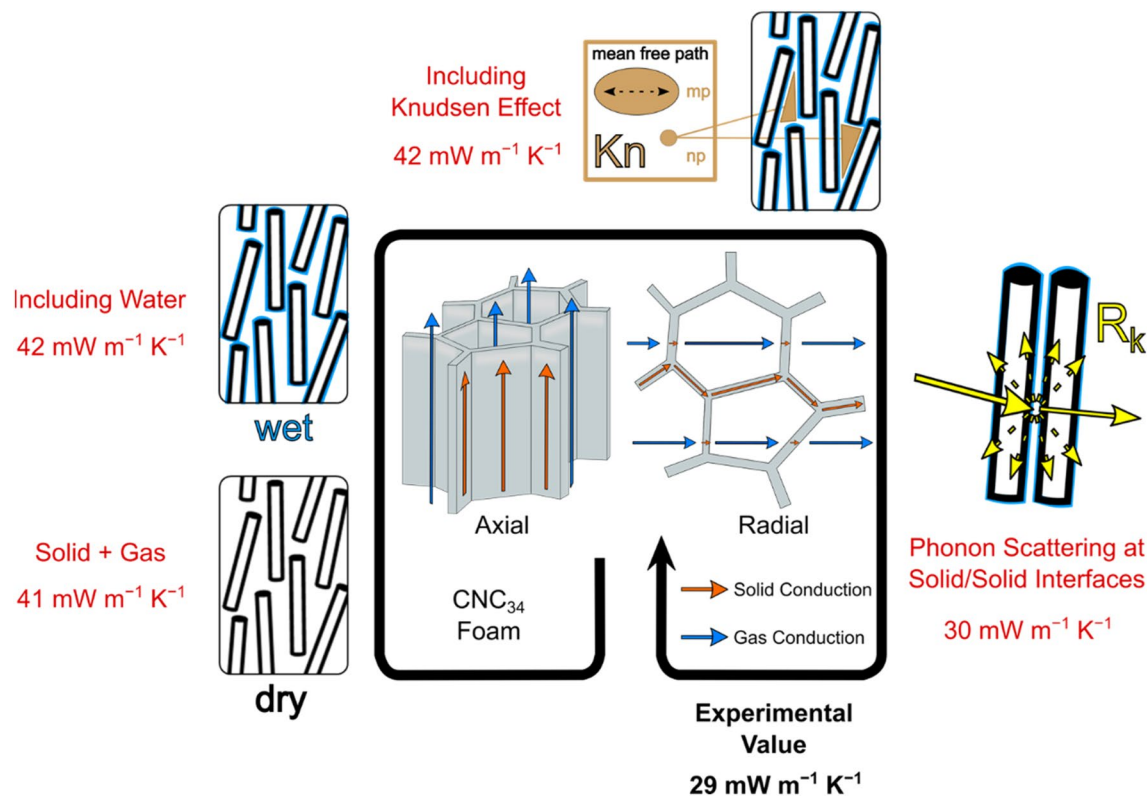 Including
Knudsen Effect
42 mW m⁻¹ K⁻¹
mean free path
mp
Kn
np
Including Water
42 mW m⁻¹ K⁻¹
wet
Solid + Gas
41 mW m⁻¹ K⁻¹
dry
Axial
Radial
CNC₃₄
Foam
Solid Conduction
Gas Conduction
Rₖ
Phonon Scattering at
Solid/Solid Interfaces
30 mW m⁻¹ K⁻¹
Experimental
Value
29 mW m⁻¹ K⁻¹